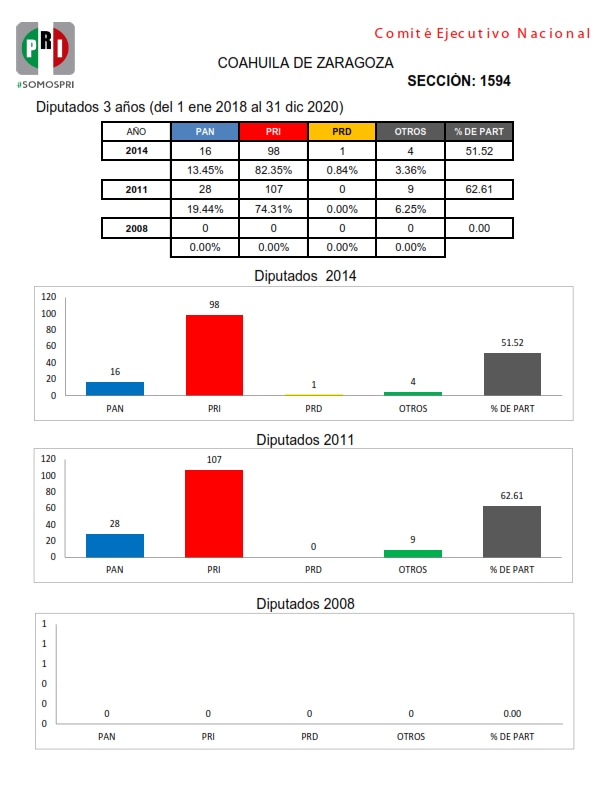 PRI
#SOMOSPRI
Comité Ejecutivo Nacional
COAHUILA DE ZARAGOZA
SECCIÓN: 1594
Diputados 3 años (del 1 ene 2018 al 31 dic 2020)
AÑO PAN PRI PRD OTROS % DE PART
2014 16 98 1 4 51.52
13.45% 82.35% 0.84% 3.36%
2011 28 107 0 9 62.61
19.44% 74.31% 0.00% 6.25%
2008 0 0 0 0 0.00
0.00% 0.00% 0.00% 0.00%
Diputados 2014
120
100
80
60
40
20
0
16 98 1 4 51.52
PAN PRI PRD OTROS % DE PART
Diputados 2011
120
100
80
60
40
20
0
28 107 0 9 62.61
PAN PRI PRD OTROS % DE PART
Diputados 2008
1
1
1
0
0
0
0 0 0 0 0.00
PAN PRI PRD OTROS % DE PART